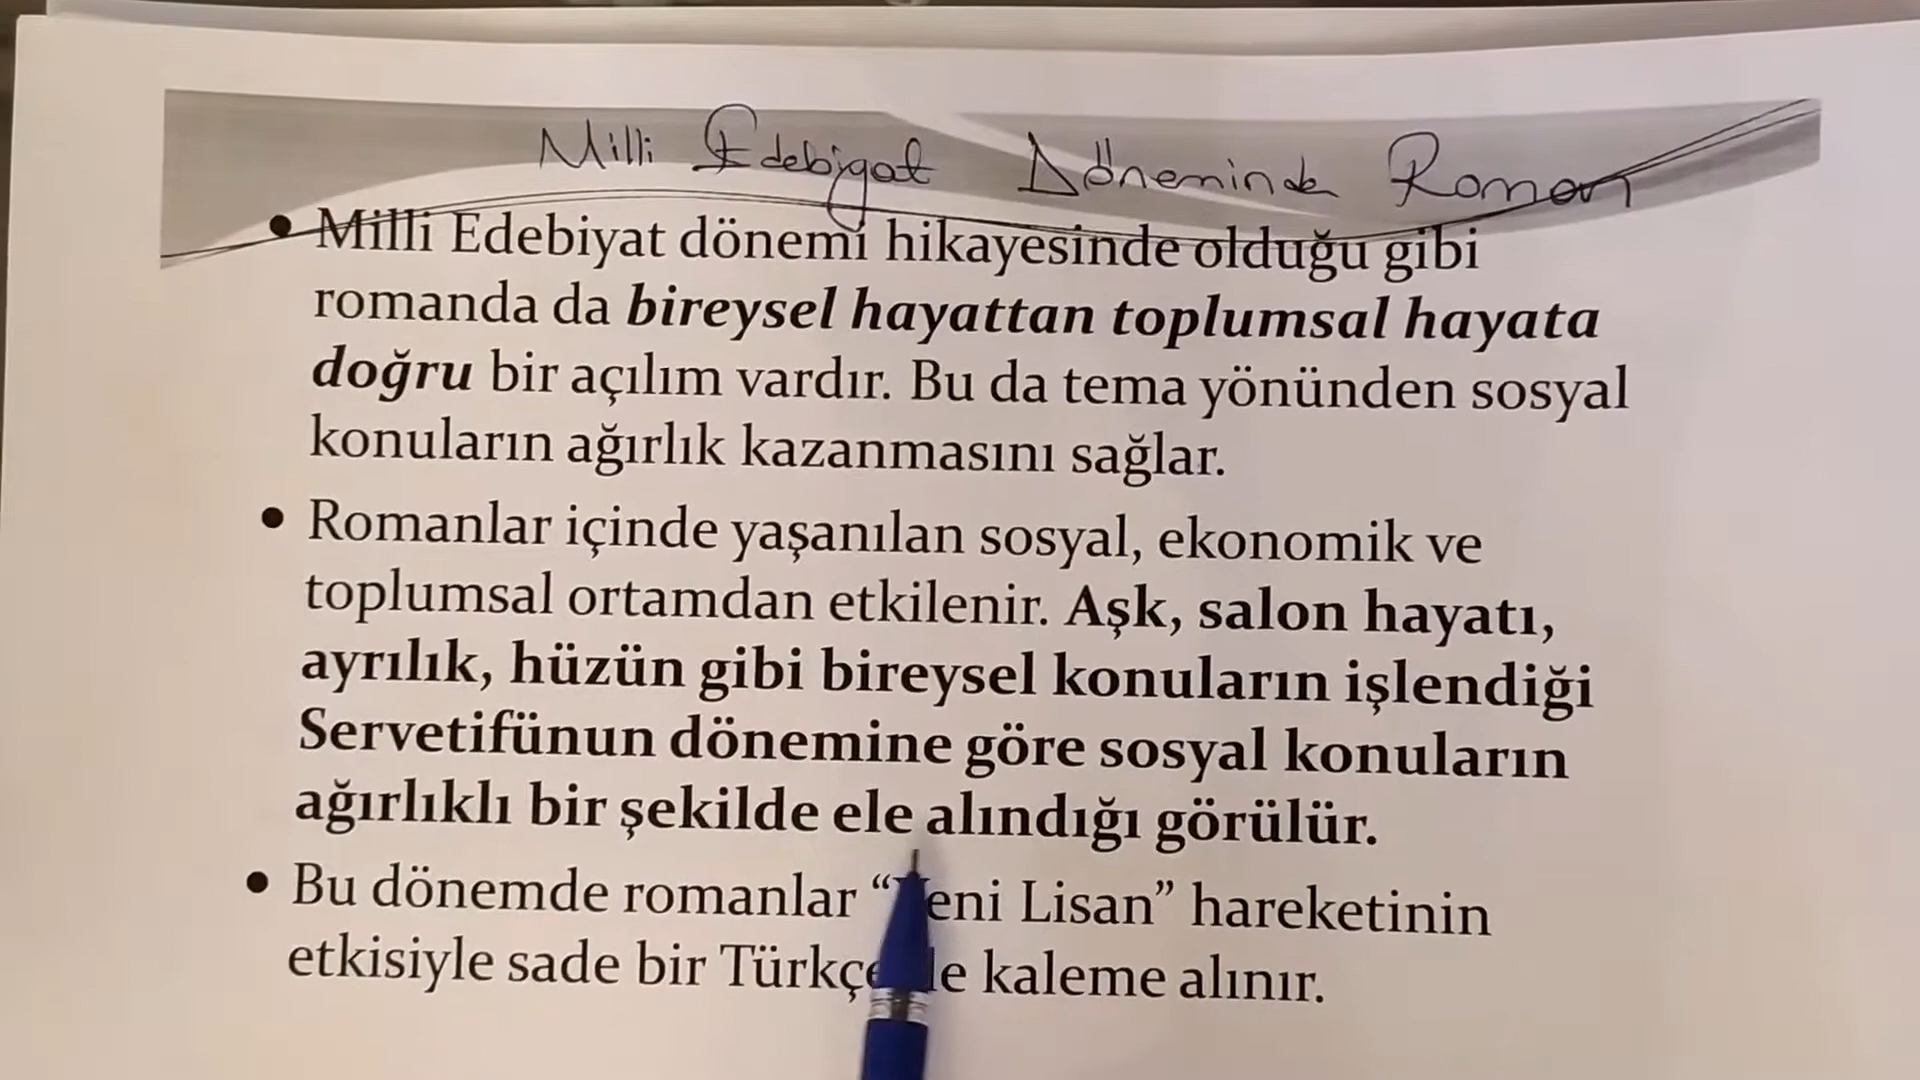 Milli Edebiyat Döneminde Roman
• Milli Edebiyat dönemi hikayesinde olduğu gibi
romanda da bireysel hayattan toplumsal hayata
doğru bir açılım vardır. Bu da tema yönünden sosyal
konuların ağırlık kazanmasını sağlar.
• Romanlar içinde yaşanılan sosyal, ekonomik ve
toplumsal ortamdan etkilenir. Aşk, salon hayatı,
ayrılık, hüzün gibi bireysel konuların işlendiği
Servetifünun dönemine göre sosyal konuların
ağırlıklı bir şekilde ele alındığı görülür.
• Bu dönemde romanlar “Yeni Lisan” hareketinin
etkisiyle sade bir kaleme alınır.